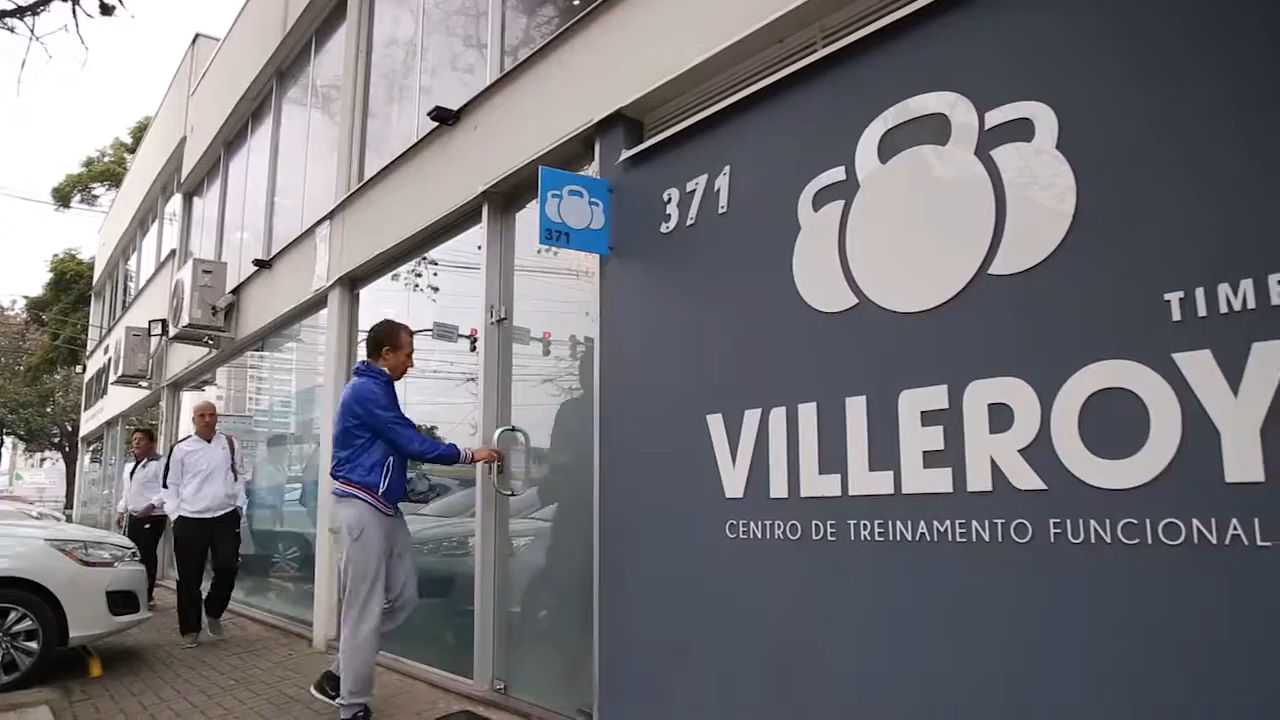 371
371
TIME
VILLEROY
CENTRO DE TREINAMENTO FUNCIONAL